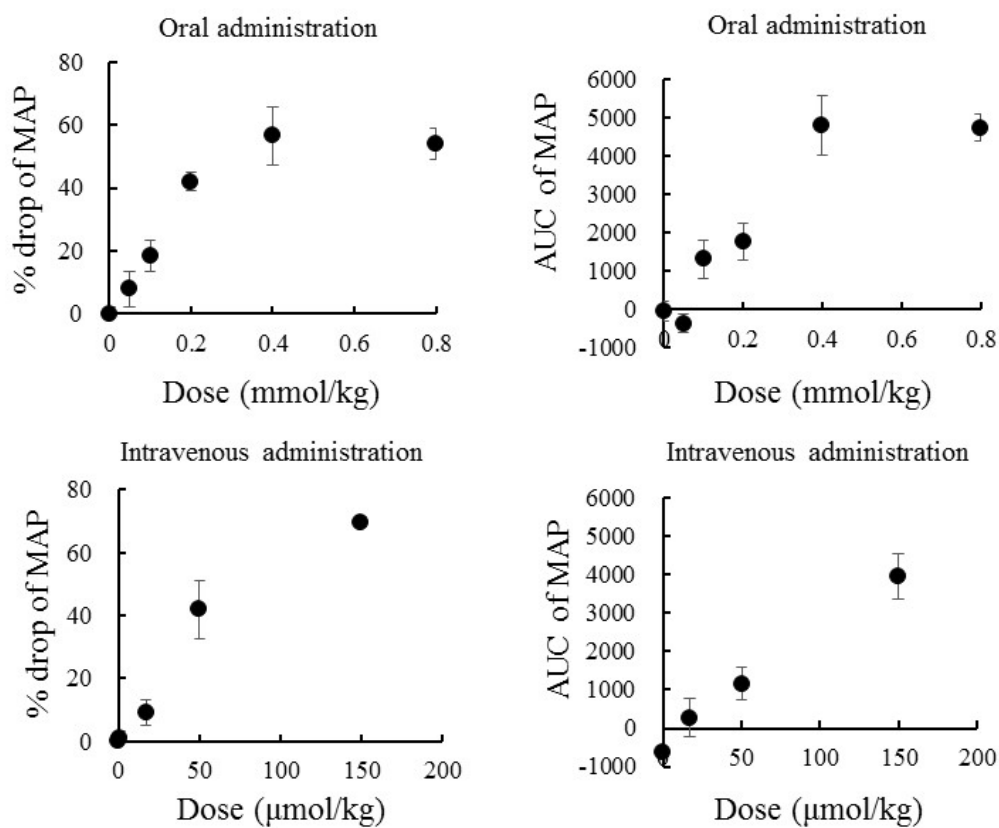 Oral administration
% drop of MAP
80
60
40
20
0
0 0.2 0.4 0.6 0.8
Dose (mmol/kg)
Oral administration
AUC of MAP
6000
5000
4000
3000
2000
1000
0
-1000
0 0.2 0.4 0.6 0.8
Dose (mmol/kg)
Intravenous administration
% drop of MAP
80
60
40
20
0
0 50 100 150 200
Dose (μmol/kg)
Intravenous administration
AUC of MAP
6000
5000
4000
3000
2000
1000
0
-1000
0 50 100 150 200
Dose (μmol/kg)